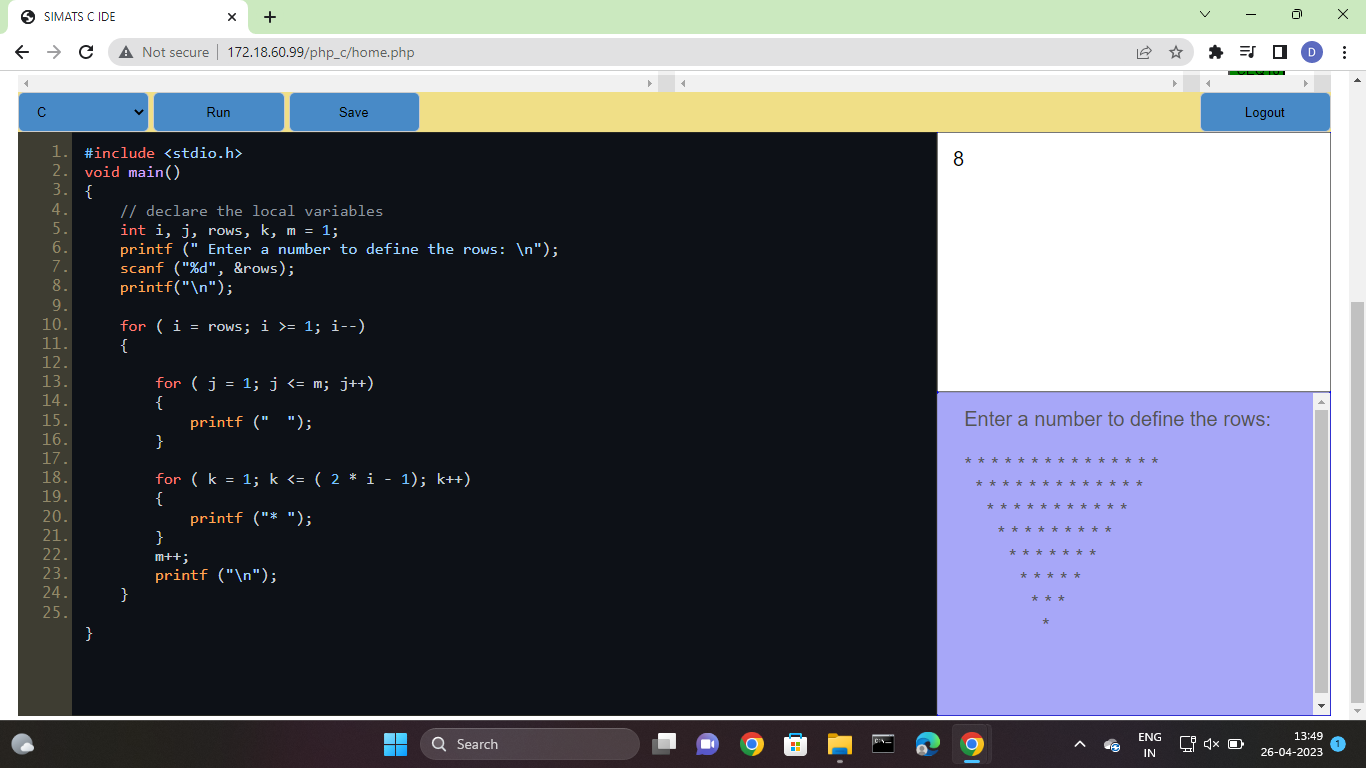 SIMATS C IDE
Not secure 172.18.60.99/php_c/home.php
D
C Run Save Logout
1. #include <stdio.h>
2. void main()
3. {
4. // declare the local variables
5. int i, j, rows, k, m = 1;
6. printf (" Enter a number to define the rows: \n");
7. scanf ("%d", &rows);
8. printf("\n");
9.
10. for ( i = rows; i >= 1; i--)
11. {
12.
13. for ( j = 1; j <= m; j++)
14. {
15. printf ("  ");
16. }
17.
18. for ( k = 1; k <= ( 2 * i - 1); k++)
19. {
20. printf ("* ");
21. }
22. m++;
23. printf ("\n");
24. }
25.
}
8
Enter a number to define the rows:
* * * * * * * * * * * * * * *
* * * * * * * * * * * * *
* * * * * * * * * * *
* * * * * * * * *
* * * * * * *
* * * * *
* * *
*
Search
ENG
IN
13:49
26-04-2023
1